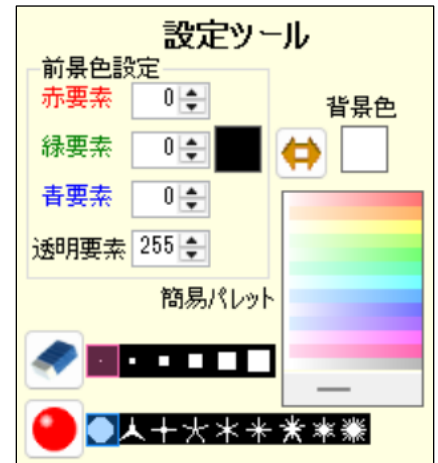 設定ツール
前景色設定
赤要素 0
背景色
緑要素 0
青要素 0
透明要素 255
簡易パレット